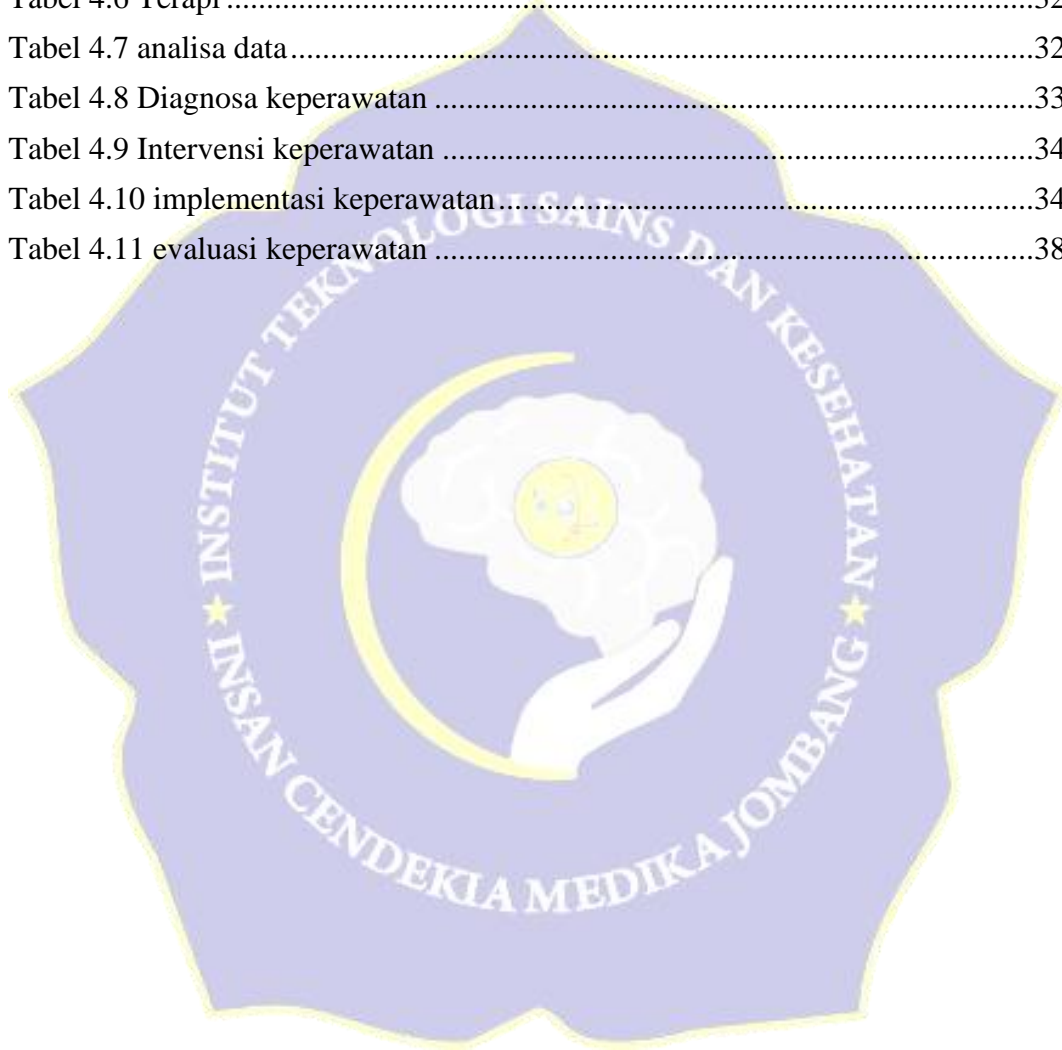 Tabel 4.6 Terapi ........................................................................................................32
Tabel 4.7 analisa data ................................................................................................32
Tabel 4.8 Diagnosa keperawatan ..............................................................................33
Tabel 4.9 Intervensi keperawatan .............................................................................34
Tabel 4.10 implementasi keperawatan ......................................................................34
Tabel 4.11 evaluasi keperawatan ..............................................................................38
INSTITUT TEKNOLOGI SAINS DAN KESEHATAN
★ INSAN CENDEKIA MEDIKA JOMBANG ★